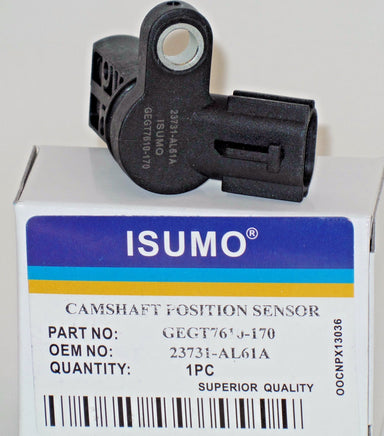 23731-AL61A
ISUMO
GEGT7610-170
ISUMO®
CAMSHAFT POSITION SENSOR
PART NO: GEGT7610-170
OEM NO: 23731-AL61A
QUANTITY: 1PC
SUPERIOR QUALITY
OOCNPX13036